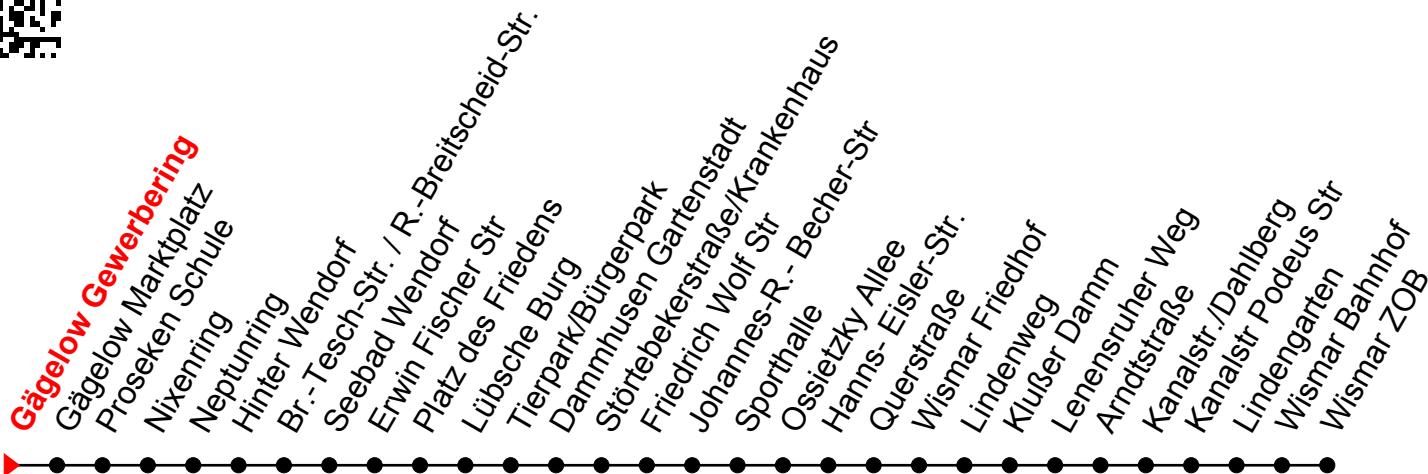 Gägelow Gewerbering
Gägelow Marktplatz
Proseken Schule
Nixenring
Neptunring
Hinter Wendorf
Br.-Tesch-Str. / R.-Breitscheid-Str.
Seebad Wendorf
Erwin Fischer Str
Platz des Friedens
Lübsche Burg
Tierpark/Bürgerpark
Dammhusen Gartenstadt
Störtebekerstraße/Krankenhaus
Friedrich Wolf Str
Johannes-R.- Becher-Str
Sporthalle
Ossietzky Allee
Hanns- Eisler-Str.
Querstraße
Wismar Friedhof
Lindenweg
Klußer Damm
Lenensruher Weg
Arndtstraße
Kanalstr./Dahlberg
Kanalstr Podeus Str
Lindengarten
Wismar Bahnhof
Wismar ZOB